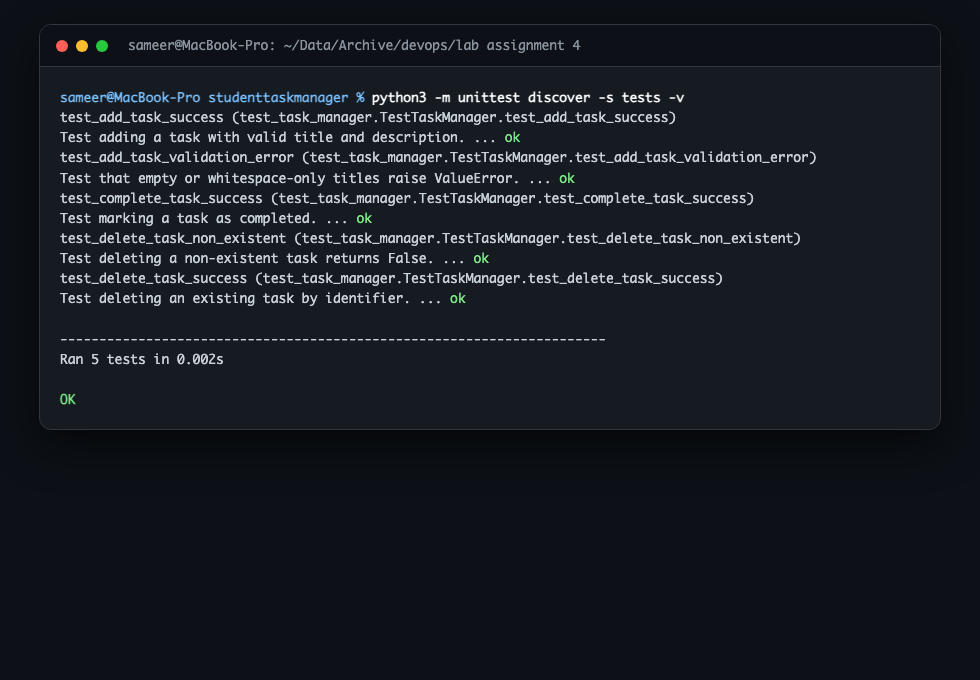 sameer@MacBook-Pro: ~/Data/Archive/devops/lab assignment 4
sameer@MacBook-Pro studenttaskmanager % python3 -m unittest discover -s tests -v
test_add_task_success (test_task_manager.TestTaskManager.test_add_task_success)
Test adding a task with valid title and description. ... ok
test_add_task_validation_error (test_task_manager.TestTaskManager.test_add_task_validation_error)
Test that empty or whitespace-only titles raise ValueError. ... ok
test_complete_task_success (test_task_manager.TestTaskManager.test_complete_task_success)
Test marking a task as completed. ... ok
test_delete_task_non_existent (test_task_manager.TestTaskManager.test_delete_task_non_existent)
Test deleting a non-existent task returns False. ... ok
test_delete_task_success (test_task_manager.TestTaskManager.test_delete_task_success)
Test deleting an existing task by identifier. ... ok
----------------------------------------------------------------------
Ran 5 tests in 0.002s
OK